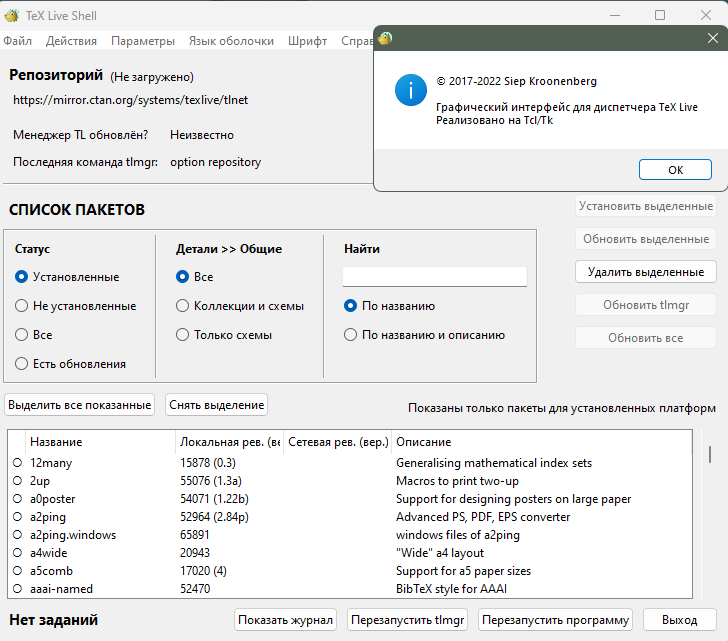 TeX Live Shell
Файл Действия Параметры Язык оболочки Шрифт Справ
© 2017-2022 Siep Kroonenberg
Графический интерфейс для диспетчера TeX Live
Реализовано на Tcl/Tk
OK
Репозиторий (Не загружено)
https://mirror.ctan.org/systems/texlive/tlnet
Менеджер TL обновлён? Неизвестно
Последняя команда tlmgr: option repository
СПИСОК ПАКЕТОВ
Установить выделенные
Обновить выделенные
Удалить выделенные
Обновить tlmgr
Обновить все
Статус Детали >> Общие Найти
Установленные Все
Не установленные Коллекции и схемы По названию
Все Только схемы По названию и описанию
Есть обновления
Выделить все показанные Снять выделение Показаны только пакеты для установленных платформ
Название Локальная рев. (ве Сетевая рев. (вер.) Описание
12many 15878 (0.3) Generalising mathematical index sets
2up 55076 (1.3a) Macros to print two-up
a0poster 54071 (1.22b) Support for designing posters on large paper
a2ping 52964 (2.84p) Advanced PS, PDF, EPS converter
a2ping.windows 65891 windows files of a2ping
a4wide 20943 "Wide" a4 layout
a5comb 17020 (4) Support for a5 paper sizes
aaai-named 52470 BibTeX style for AAAI
Нет заданий Показать журнал Перезапустить tlmgr Перезапустить программу Выход